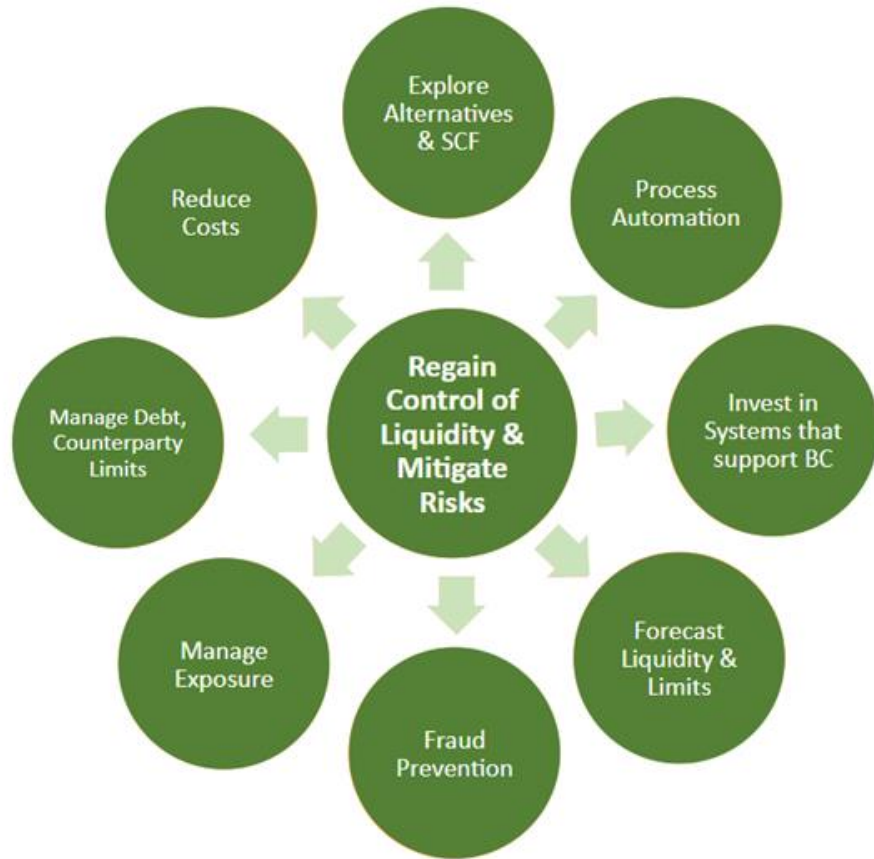 Explore
Alternatives
& SCF
Process
Automation
Invest in
Systems that
support BC
Forecast
Liquidity &
Limits
Fraud
Prevention
Manage
Exposure
Manage Debt,
Counterparty
Limits
Reduce
Costs
Regain
Control of
Liquidity &
Mitigate
Risks